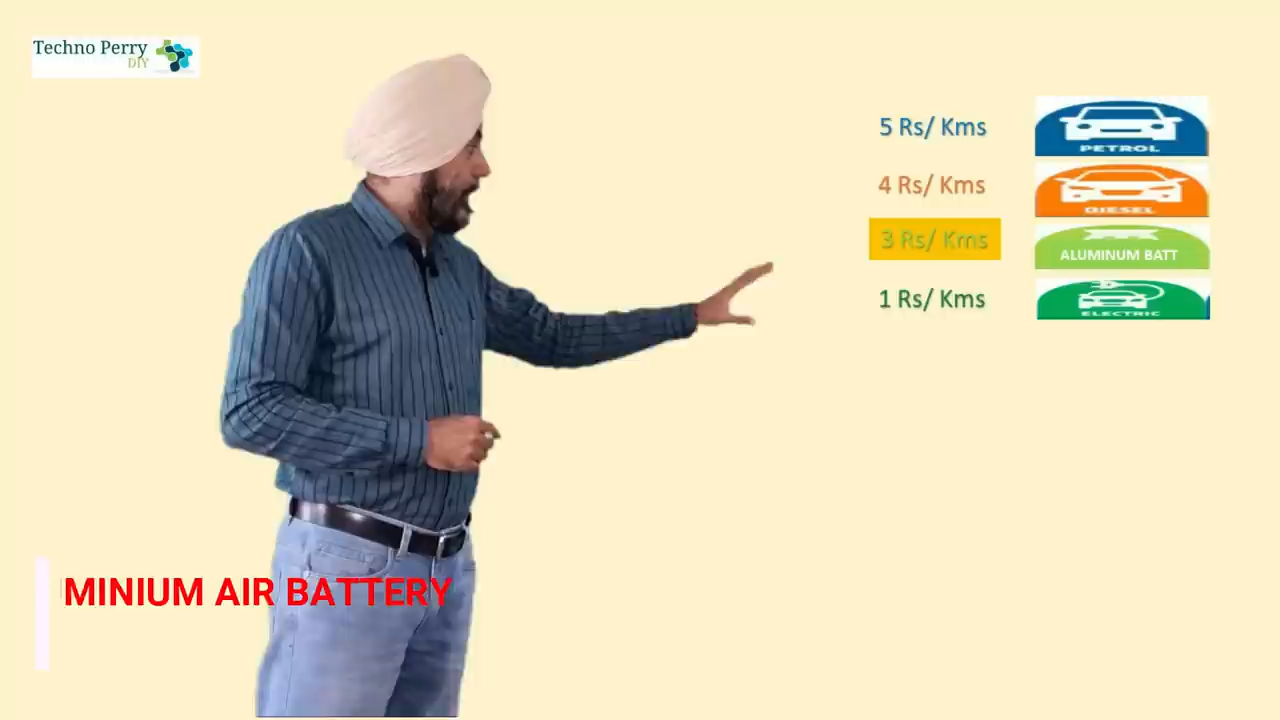 Techno Perry
DIY
5 Rs/ Kms
PETROL
4 Rs/ Kms
DIESEL
3 Rs/ Kms
ALUMINUM BATT
1 Rs/ Kms
ELECTRIC
MINIUM AIR BATTERY